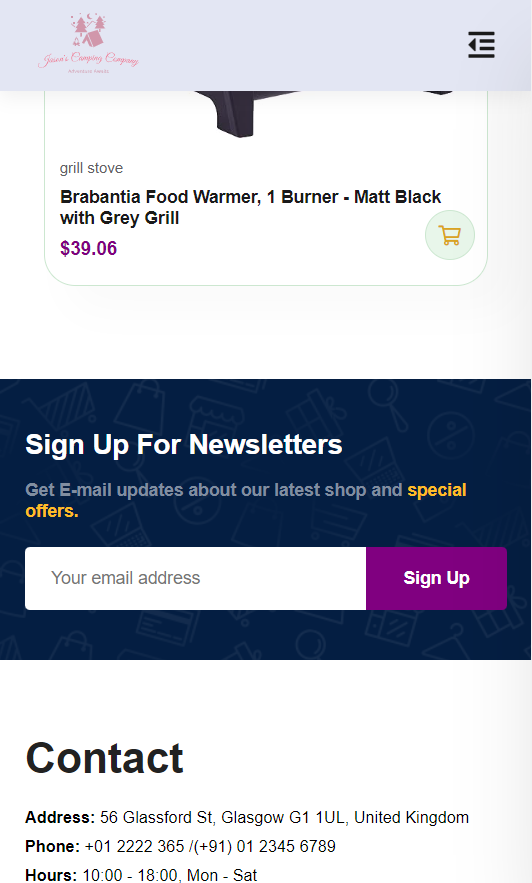 Jason's Camping Company
grill stove
Brabantia Food Warmer, 1 Burner - Matt Black
with Grey Grill
$39.06
Sign Up For Newsletters
Get E-mail updates about our latest shop and special
offers.
Your email address
Sign Up
Contact
Address: 56 Glassford St, Glasgow G1 1UL, United Kingdom
Phone: +01 2222 365 /(+91) 01 2345 6789
Hours: 10:00 - 18:00, Mon - Sat